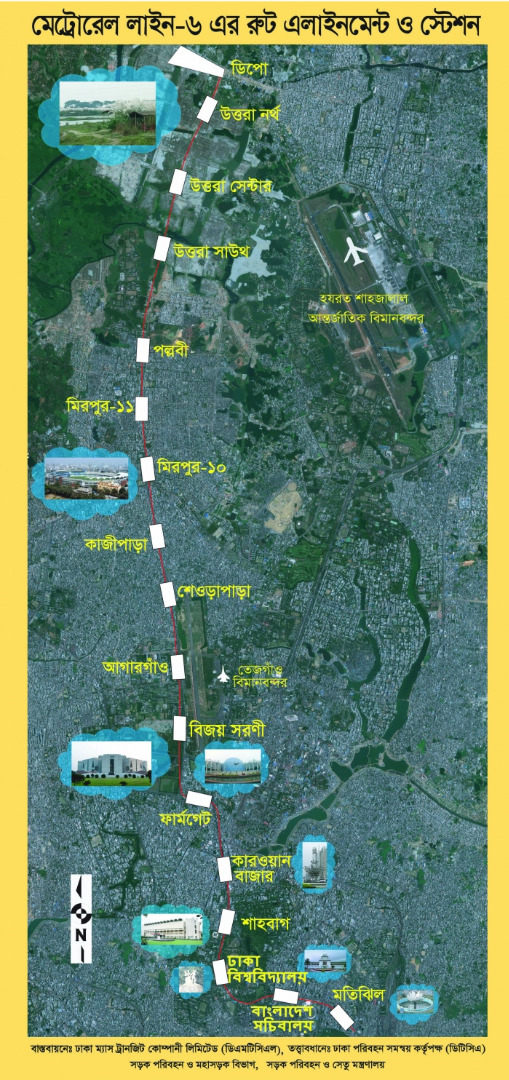 মেট্রোরেল লাইন-৬ এর রুট এলাইনমেন্ট ও স্টেশন
ডিপো
উত্তরা নর্থ
উত্তরা সেন্টার
উত্তরা সাউথ
হযরত শাহজালাল
আন্তর্জাতিক বিমানবন্দর
পল্লবী
মিরপুর-১১
মিরপুর-১০
কাজীপাড়া
শেওড়াপাড়া
আগারগাঁও
তেজগাঁও
বিমানবন্দর
বিজয় সরণী
ফার্মগেট
কারওয়ান
বাজার
শাহবাগ
N
ঢাকা
বিশ্ববিদ্যালয়
মতিঝিল
বাংলাদেশ
সচিবালয়
বাস্তবায়নেঃ ঢাকা ম্যাস ট্রানজিট কোম্পানী লিমিটেড (ডিএমটিসিএল), তত্ত্বাবধানেঃ ঢাকা পরিবহন সমন্বয় কর্তৃপক্ষ (ডিটিসিএ)
সড়ক পরিবহন ও মহাসড়ক বিভাগ, সড়ক পরিবহন ও সেতু মন্ত্রণালয়